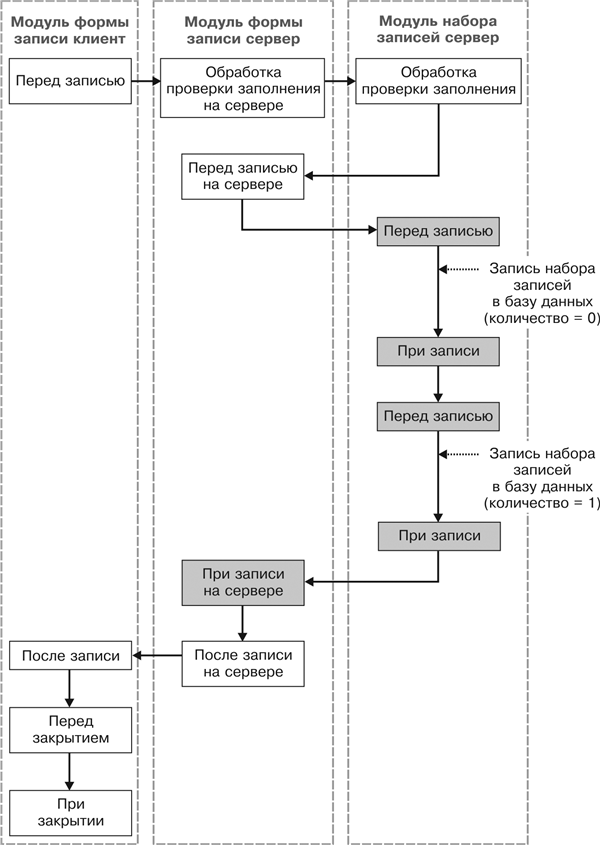 Модуль формы
записи клиент
Модуль формы
записи сервер
Модуль набора
записей сервер
Перед записью
Обработка
проверки заполнения
на сервере
Обработка
проверки заполнения
Перед записью
на сервере
Перед записью
Запись набора
записей
в базу данных
(количество = 0)
При записи
Перед записью
Запись набора
записей
в базу данных
(количество = 1)
При записи
При записи
на сервере
После записи
на сервере
После записи
Перед
закрытием
При
закрытии